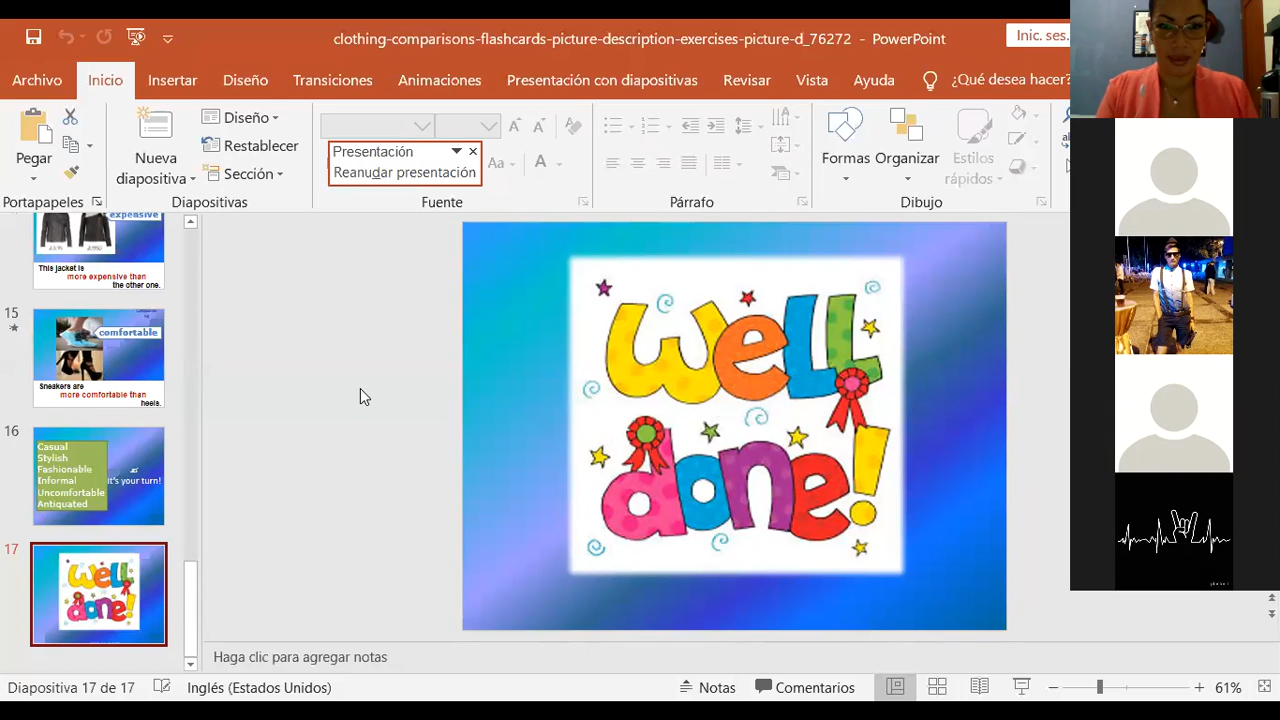 clothing-comparisons-flashcards-picture-description-exercises-picture-d_76272 - PowerPoint
Inic. ses.
Archivo Inicio Insertar Diseño Transiciones Animaciones Presentación con diapositivas Revisar Vista Ayuda ¿Qué desea hacer?
Pegar
Nueva diapositiva
Diseño
Restablecer
Sección
Presentación
Reanudar presentación
Aa A
Formas Organizar Estilos rápidos
Portapapeles Diapositivas Fuente Párrafo Dibujo
expensive
This jacket is
more expensive than
the other one.
15
comfortable
Sneakers are
more comfortable than
heels.
16
Casual
Stylish
Fashionable
Informal
Uncomfortable
Antiquated
It's your turn!
17
well
done!
well
done!
Haga clic para agregar notas
Diapositiva 17 de 17 Inglés (Estados Unidos) Notas Comentarios 61%